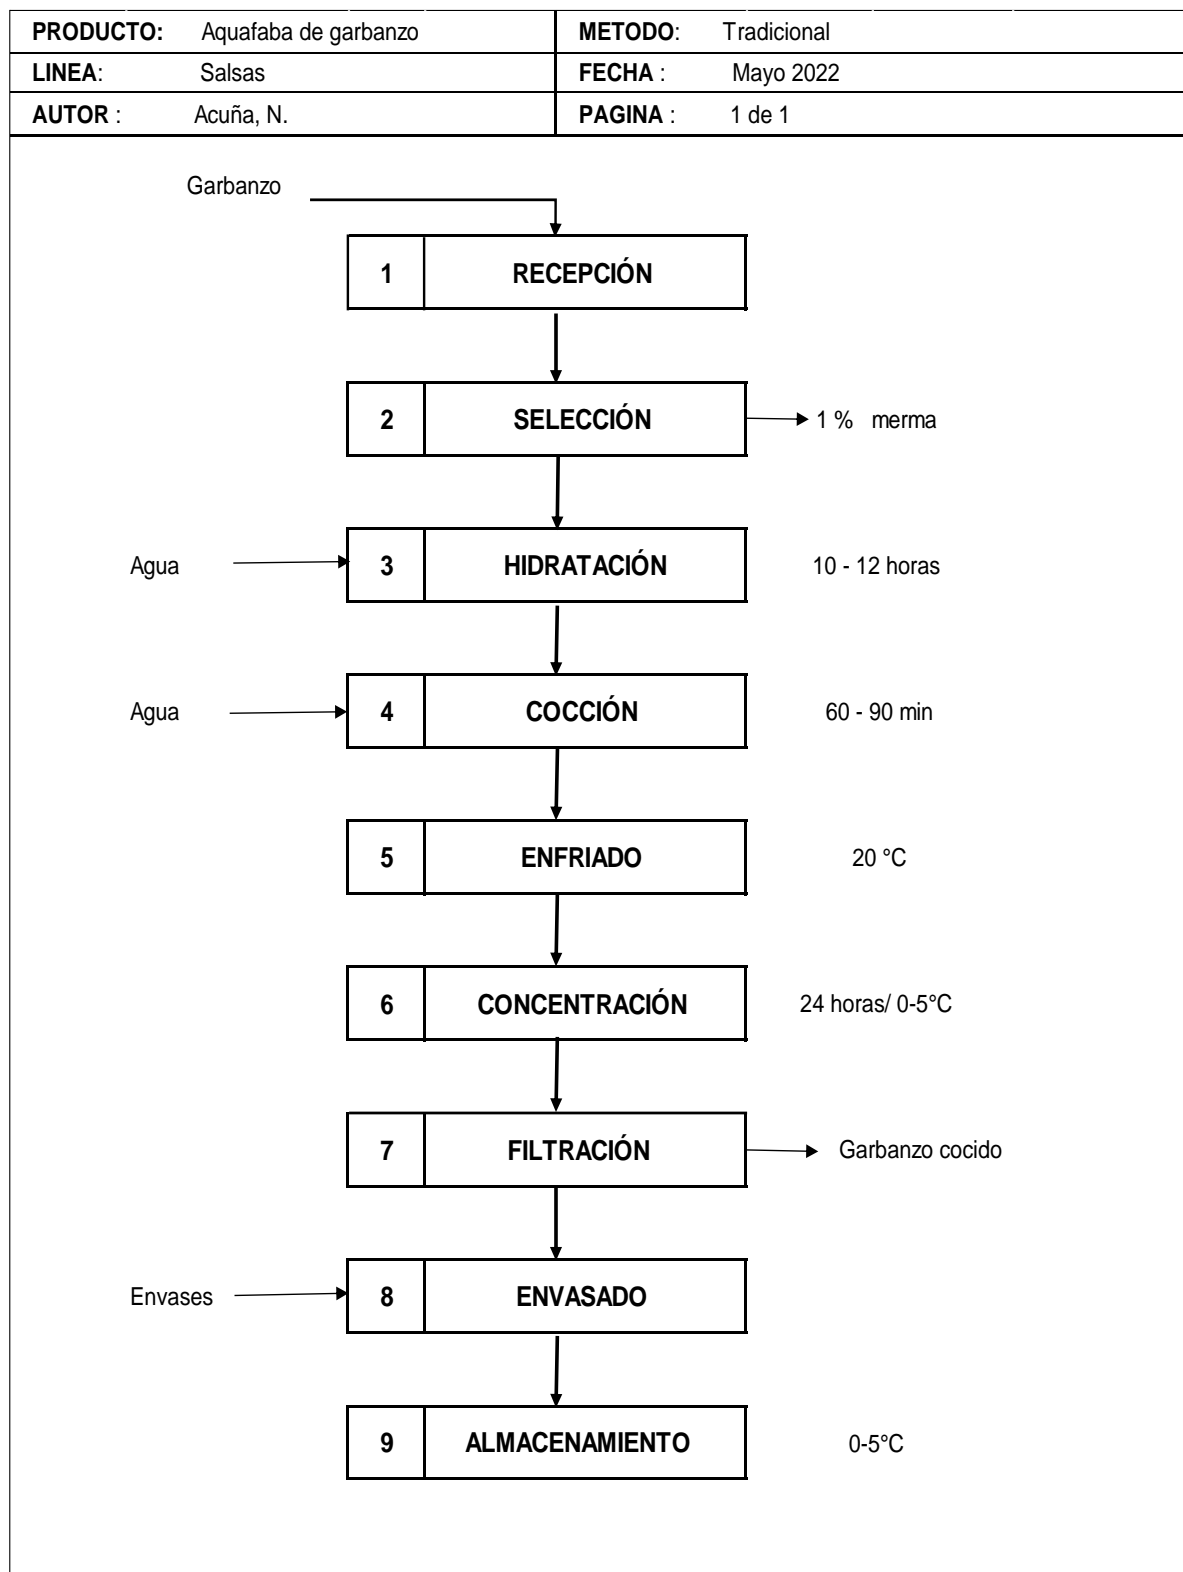 PRODUCTO: Aquafaba de garbanzo METODO: Tradicional
LINEA: Salsas FECHA : Mayo 2022
AUTOR : Acuña, N. PAGINA : 1 de 1
Garbanzo
1 RECEPCIÓN
2 SELECCIÓN 1 % merma
Agua 3 HIDRATACIÓN 10 - 12 horas
Agua 4 COCCIÓN 60 - 90 min
5 ENFRIADO 20 °C
6 CONCENTRACIÓN 24 horas/ 0-5°C
7 FILTRACIÓN Garbanzo cocido
Envases 8 ENVASADO
9 ALMACENAMIENTO 0-5°C